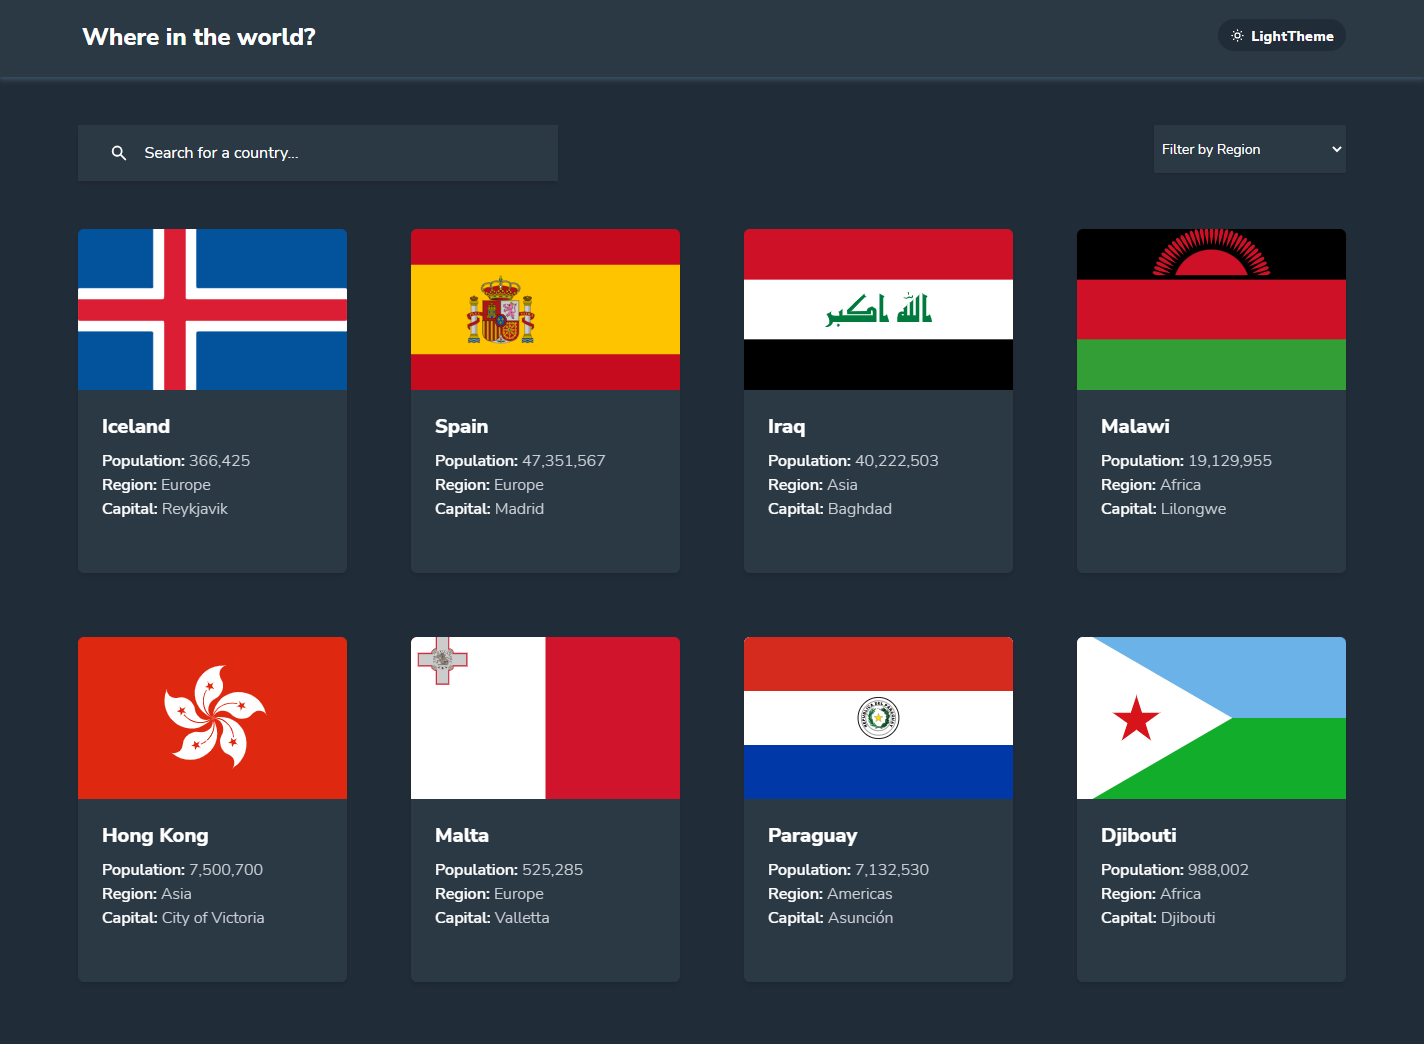 Where in the world?
LightTheme
Search for a country...
Filter by Region
الله اكبر
Iceland
Population: 366,425
Region: Europe
Capital: Reykjavik
Spain
Population: 47,351,567
Region: Europe
Capital: Madrid
Iraq
Population: 40,222,503
Region: Asia
Capital: Baghdad
Malawi
Population: 19,129,955
Region: Africa
Capital: Lilongwe
REPUBLICA DEL PARAGUAY
Hong Kong
Population: 7,500,700
Region: Asia
Capital: City of Victoria
Malta
Population: 525,285
Region: Europe
Capital: Valletta
Paraguay
Population: 7,132,530
Region: Americas
Capital: Asunción
Djibouti
Population: 988,002
Region: Africa
Capital: Djibouti